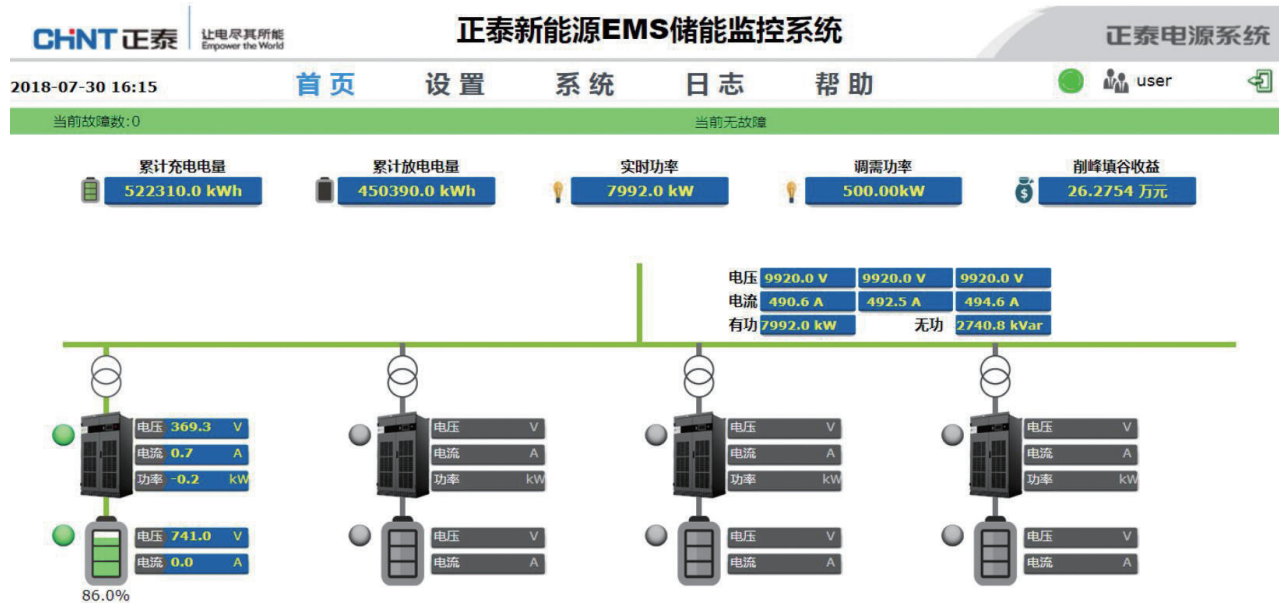 CHiNT 正泰 让电尽其所能 正泰新能源EMS储能监控系统 正泰电源系统
Empower the World
2018-07-30 16:15 首页 设置 系统 日志 帮助 user
当前故障数:0 当前无故障
累计充电电量 累计放电电量 实时功率 调需功率 削峰填谷收益
522310.0 kWh 450390.0 kWh 7992.0 kW 500.00kW 26.2754 万元
电压 9920.0 V 9920.0 V 9920.0 V
电流 490.6 A 492.5 A 494.6 A
有功 7992.0 kW 无功 2740.8 kVar
电压 369.3 V 电压 V 电压 V 电压 V
电流 0.7 A 电流 A 电流 A 电流 A
功率 -0.2 kW 功率 kW 功率 kW 功率 kW
电压 741.0 V 电压 V 电压 V 电压 V
电流 0.0 A 电流 A 电流 A 电流 A
86.0%